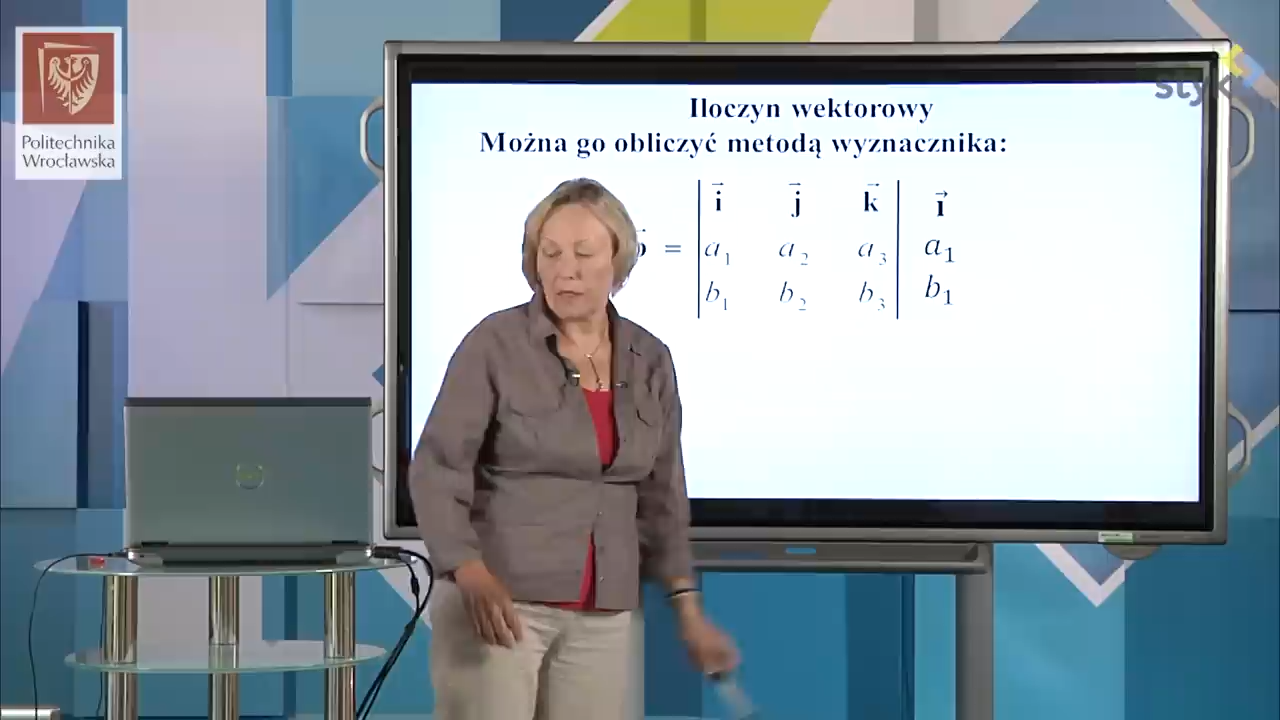 Politechnika
Wrocławska
styk
Iloczyn wektorowy
Można go obliczyć metodą wyznacznika:
i⃗ j⃗ k⃗ i⃗
= a₁ a₂ a₃ a₁
b₁ b₂ b₃ b₁